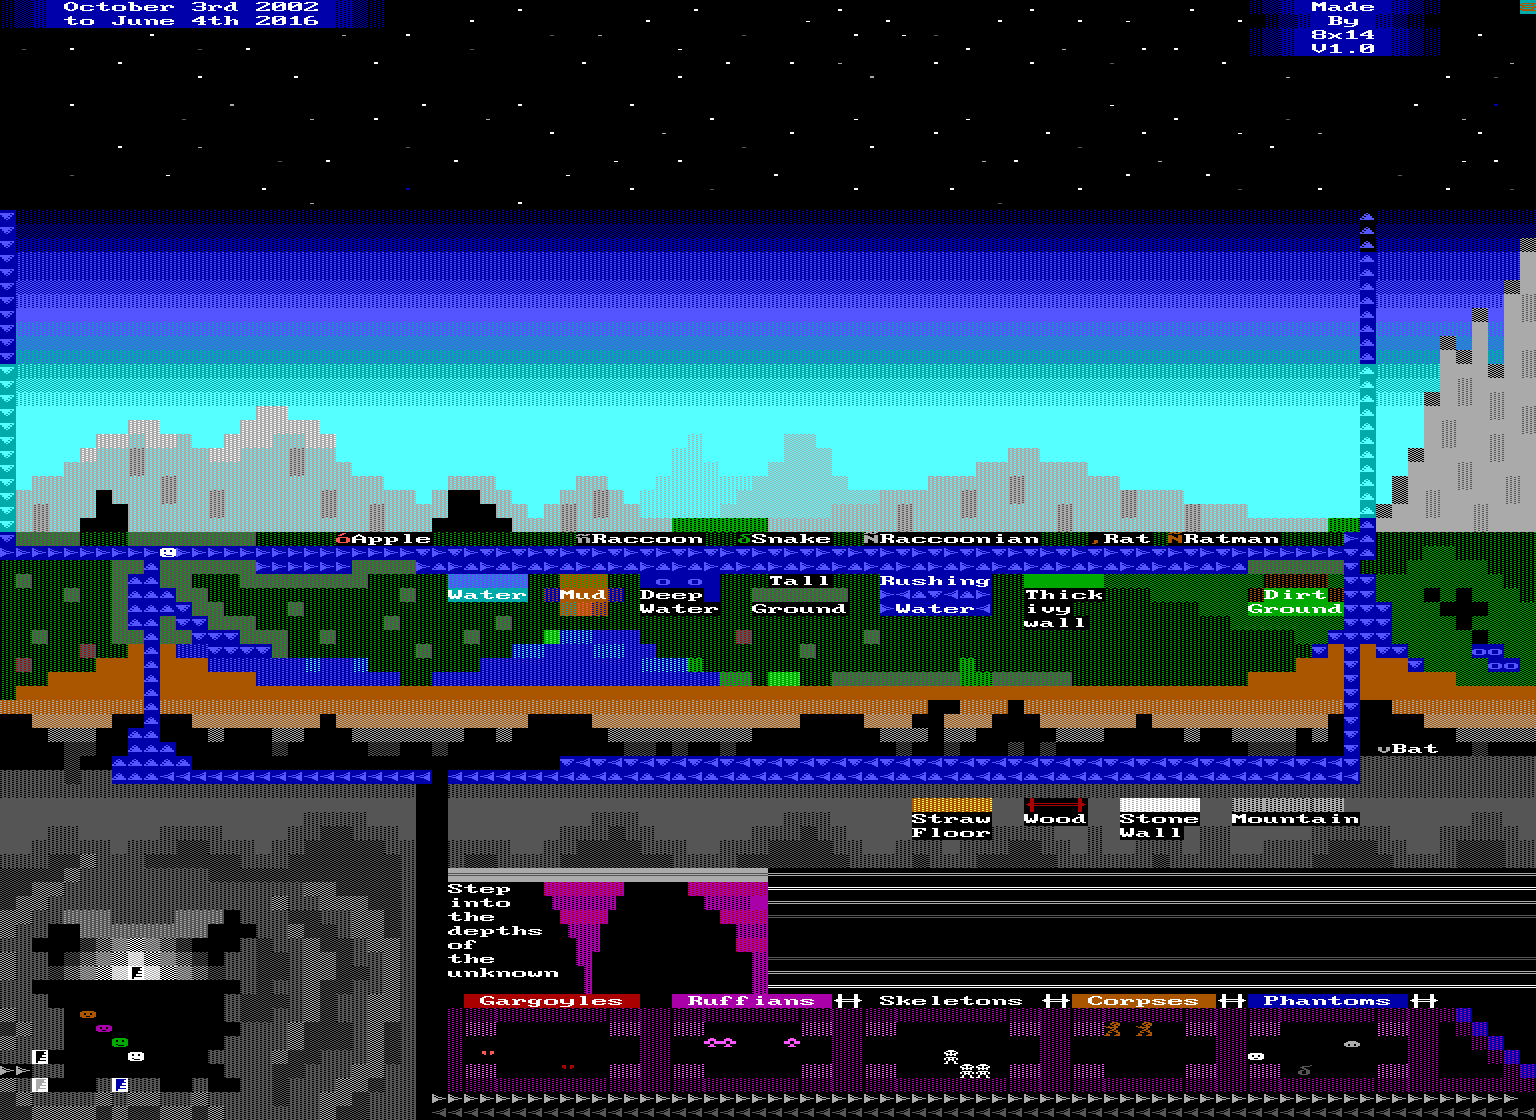 October 3rd 2002
to June 4th 2016
Made
By
8x14
V1.0
Apple
Raccoon
Snake
Raccoonian
Rat
Ratman
Water
Mud
Deep
Water
Tall
Ground
Rushing
Water
Thick
ivy
wall
Dirt
Ground
Bat
Straw
Floor
Wood
Stone
Wall
Mountain
Step
into
the
depths
of
the
unknown
Gargoyles
Ruffians
Skeletons
Corpses
Phantoms